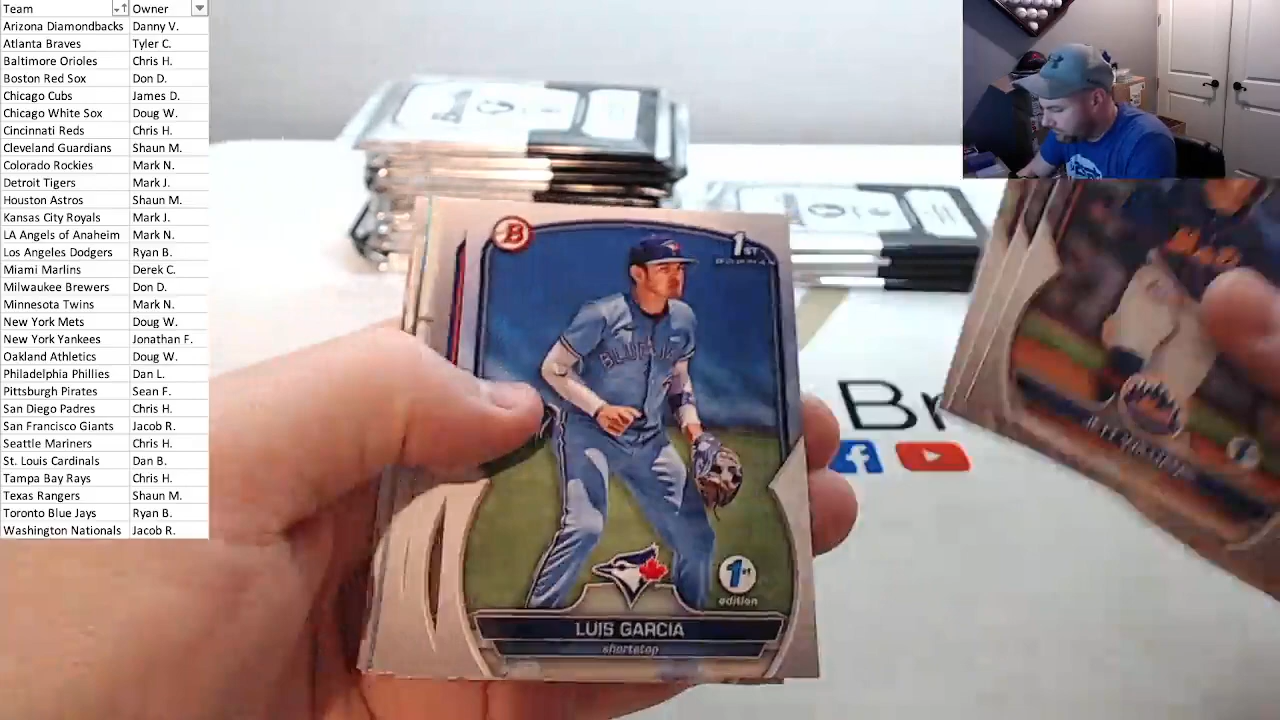 Team Owner
Arizona Diamondbacks Danny V.
Atlanta Braves Tyler C.
Baltimore Orioles Chris H.
Boston Red Sox Don D.
Chicago Cubs James D.
Chicago White Sox Doug W.
Cincinnati Reds Chris H.
Cleveland Guardians Shaun M.
Colorado Rockies Mark N.
Detroit Tigers Mark J.
Houston Astros Shaun M.
Kansas City Royals Mark J.
LA Angels of Anaheim Mark N.
Los Angeles Dodgers Ryan B.
Miami Marlins Derek C.
Milwaukee Brewers Don D.
Minnesota Twins Mark N.
New York Mets Doug W.
New York Yankees Jonathan F.
Oakland Athletics Doug W.
Philadelphia Phillies Dan L.
Pittsburgh Pirates Sean F.
San Diego Padres Chris H.
San Francisco Giants Jacob R.
Seattle Mariners Chris H.
St. Louis Cardinals Dan B.
Tampa Bay Rays Chris H.
Texas Rangers Shaun M.
Toronto Blue Jays Ryan B.
Washington Nationals Jacob R.
B
1ST
Br
f
1st
edition
LUIS GARCIA
shortstop